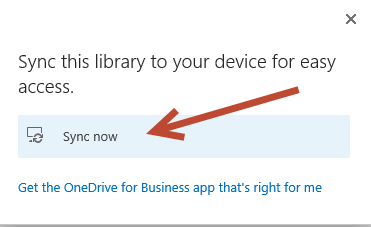 Sync this library to your device for easy
access.
Sync now
Get the OneDrive for Business app that's right for me